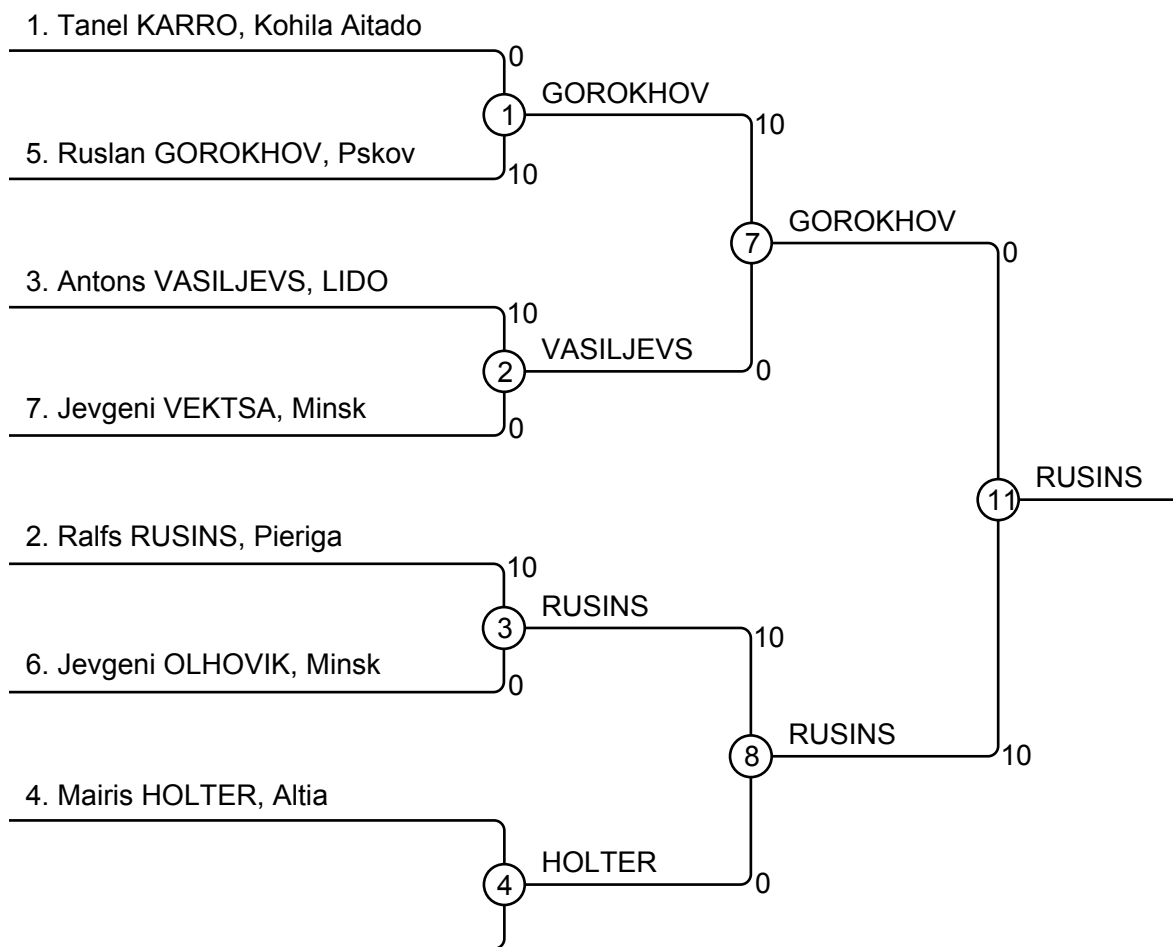 1. Tanel KARRO, Kohila Aitado
0
1
GOROKHOV
10
5. Ruslan GOROKHOV, Pskov
10
7
GOROKHOV
0
3. Antons VASILJEVS, LIDO
10
2
VASILJEVS
0
7. Jevgeni VEKTSA, Minsk
0
11
RUSINS
2. Ralfs RUSINS, Pieriga
10
3
RUSINS
10
6. Jevgeni OLHOVIK, Minsk
0
8
RUSINS
10
4. Mairis HOLTER, Altia
4
HOLTER
0